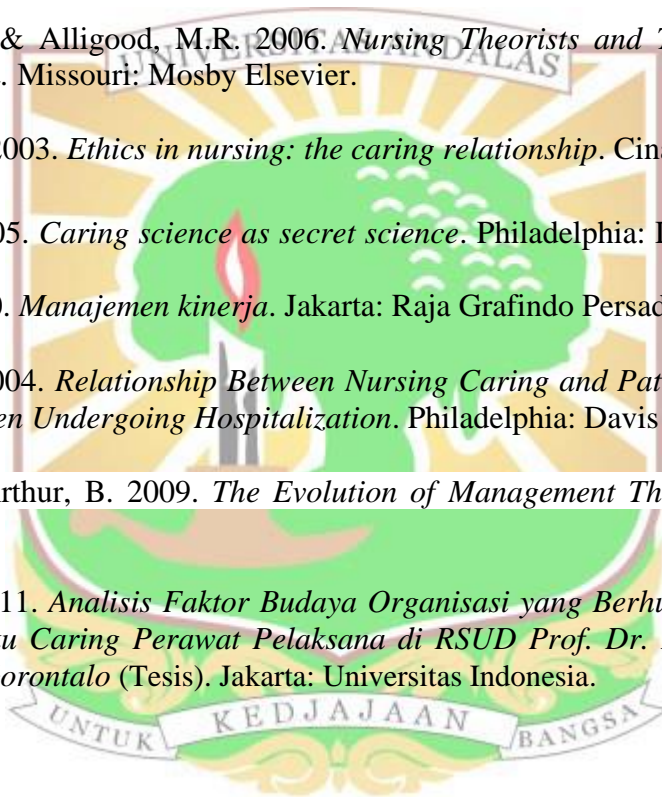 & Alligood, M.R. 2006. Nursing Theorists and T
UNIVERSITAS ANDALAS
. Missouri: Mosby Elsevier.
2003. Ethics in nursing: the caring relationship. Cina
05. Caring science as secret science. Philadelphia:
). Manajemen kinerja. Jakarta: Raja Grafindo Persad
004. Relationship Between Nursing Caring and Pat
en Undergoing Hospitalization. Philadelphia: Davis
rthur, B. 2009. The Evolution of Management Th
11. Analisis Faktor Budaya Organisasi yang Berhu
u Caring Perawat Pelaksana di RSUD Prof. Dr.
orontalo (Tesis). Jakarta: Universitas Indonesia.
UNTUK KEDJAJAAN BANGSA